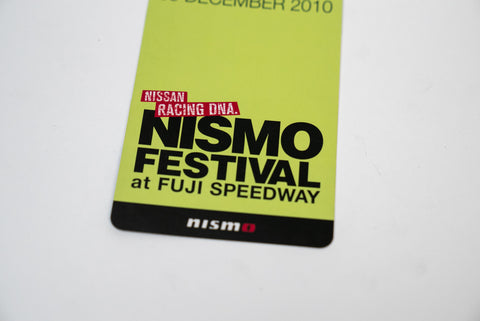 DECEMBER 2010
NISSAN
RACING DNA.
NISMO
FESTIVAL
at FUJI SPEEDWAY
nismo